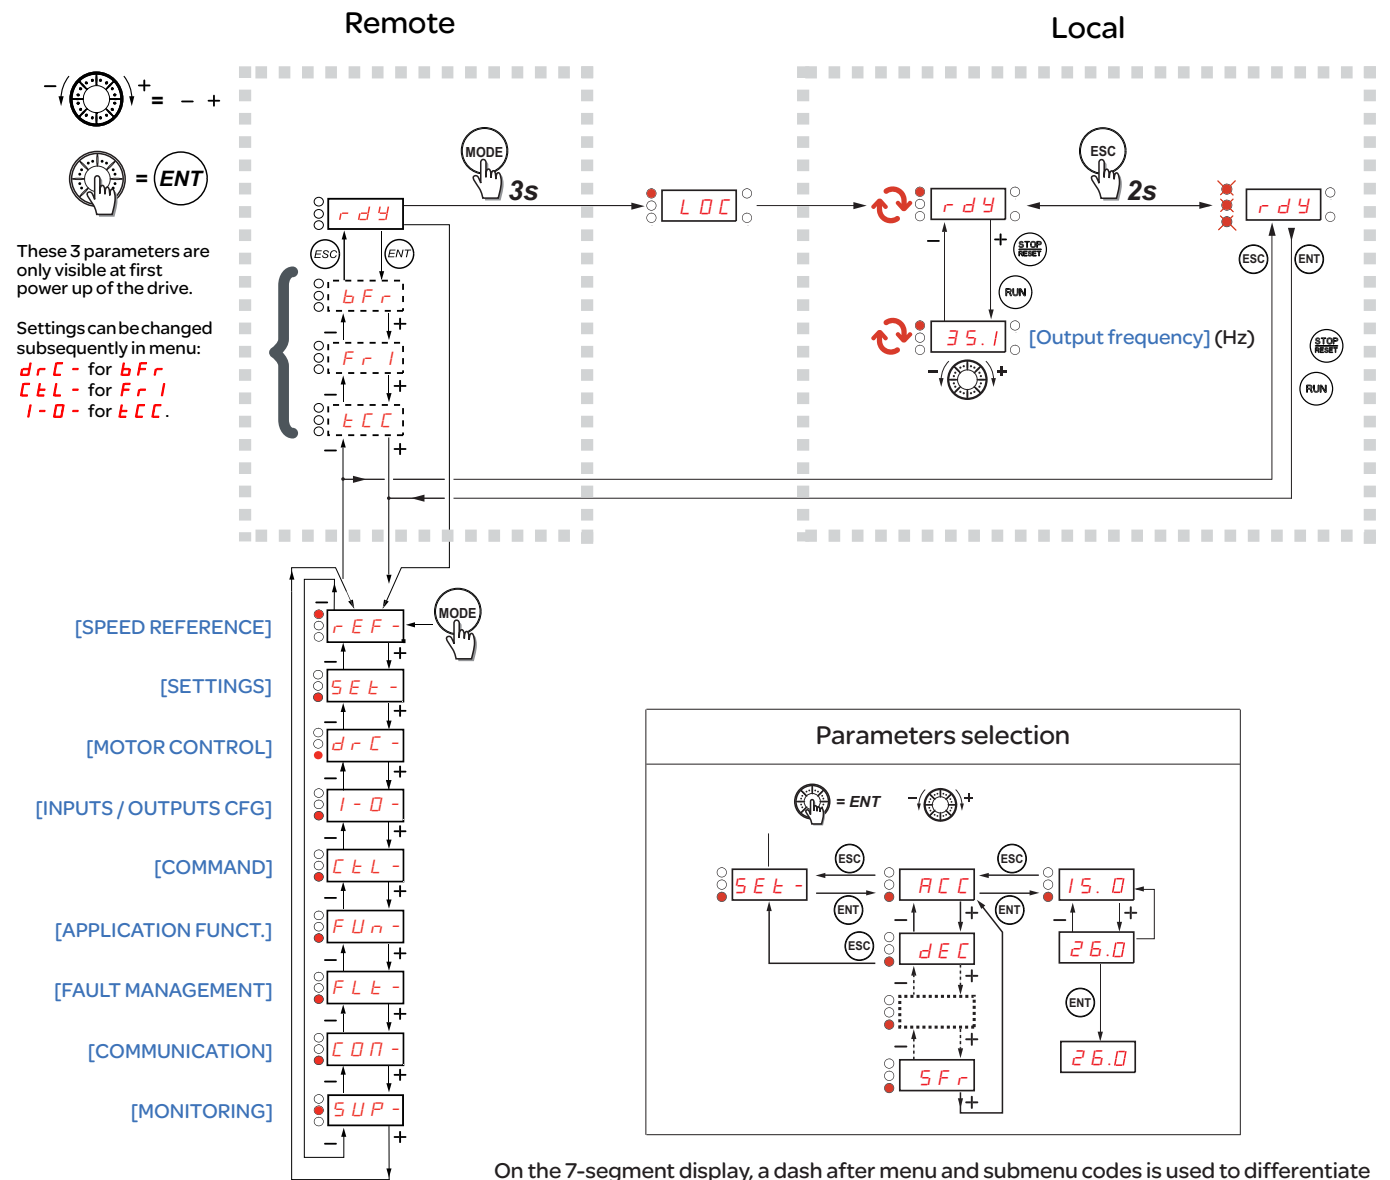 Remote
Local
− + = − +
= ENT
These 3 parameters are
only visible at first
power up of the drive.
Settings can be changed
subsequently in menu:
drC - for bFr
CtL - for Fr1
I-O - for tCC.
MODE
3s
rdY
LOC
ESC
ENT
bFr
− +
Fr1
− +
tCC
− +
rdY
ESC
2s
rdY
− +
STOP
RESET
RUN
35.1
[Output frequency] (Hz)
− +
ESC
ENT
STOP
RESET
RUN
[SPEED REFERENCE]
−
rEF -
MODE
− +
[SETTINGS]
SEt -
− +
[MOTOR CONTROL]
drC -
− +
[INPUTS / OUTPUTS CFG]
I-O -
− +
[COMMAND]
CtL -
− +
[APPLICATION FUNCT.]
FUn -
− +
[FAULT MANAGEMENT]
FLt -
− +
[COMMUNICATION]
COM -
− +
[MONITORING]
SUP -
− +
Parameters selection
= ENT
− +
SEt -
ESC
ENT
ACC
ESC
ENT
15.0
− +
26.0
ENT
26.0
− +
ESC
dEC
− +
− +
SFr
+
On the 7-segment display, a dash after menu and submenu codes is used to differentiate